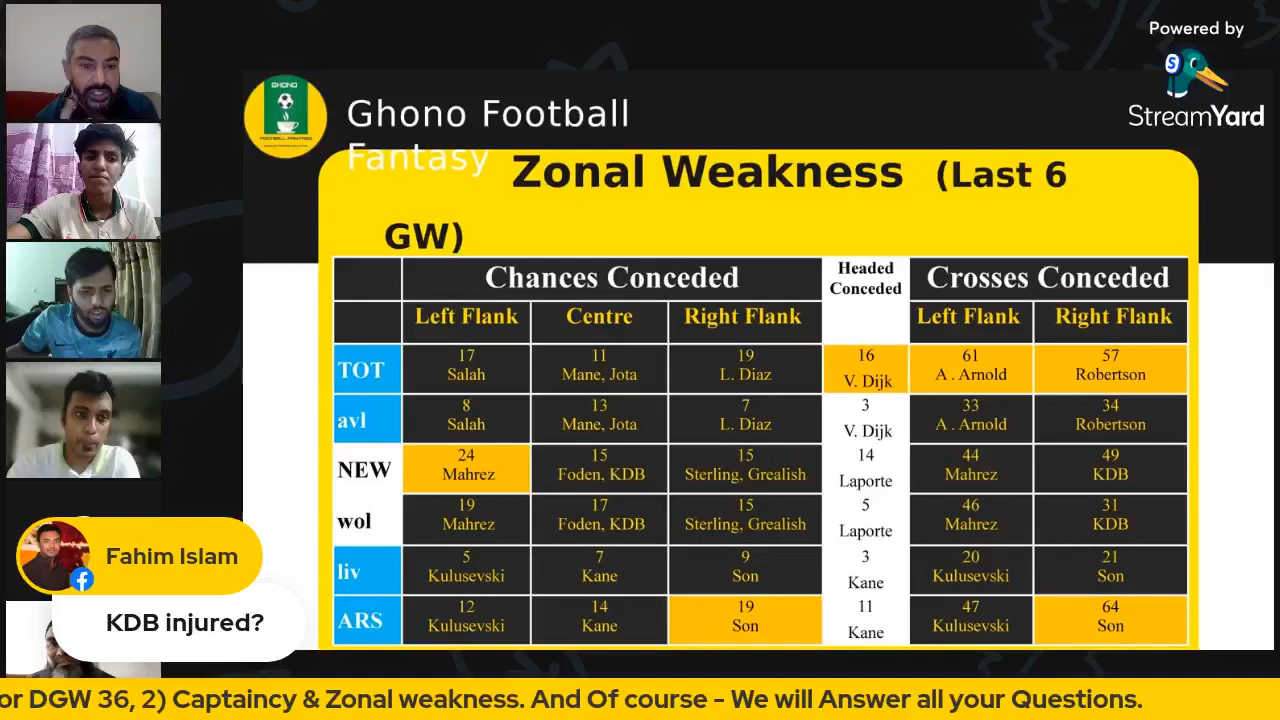 Powered by
StreamYard
GHONO
FOOTBALL FANTASY
Ghono Football
Fantasy
Zonal Weakness (Last 6
GW)
Chances Conceded Headed Conceded Crosses Conceded
Left Flank Centre Right Flank Left Flank Right Flank
TOT 17 Salah 11 Mane, Jota 19 L. Diaz 16 V. Dijk 61 A . Arnold 57 Robertson
avl 8 Salah 13 Mane, Jota 7 L. Diaz 3 V. Dijk 33 A . Arnold 34 Robertson
NEW 24 Mahrez 15 Foden, KDB 15 Sterling, Grealish 14 Laporte 44 Mahrez 49 KDB
wol 19 Mahrez 17 Foden, KDB 15 Sterling, Grealish 5 Laporte 46 Mahrez 31 KDB
liv 5 Kulusevski 7 Kane 9 Son 3 Kane 20 Kulusevski 21 Son
ARS 12 Kulusevski 14 Kane 19 Son 11 Kane 47 Kulusevski 64 Son
Fahim Islam
KDB injured?
or DGW 36, 2) Captaincy & Zonal weakness. And Of course - We will Answer all your Questions.